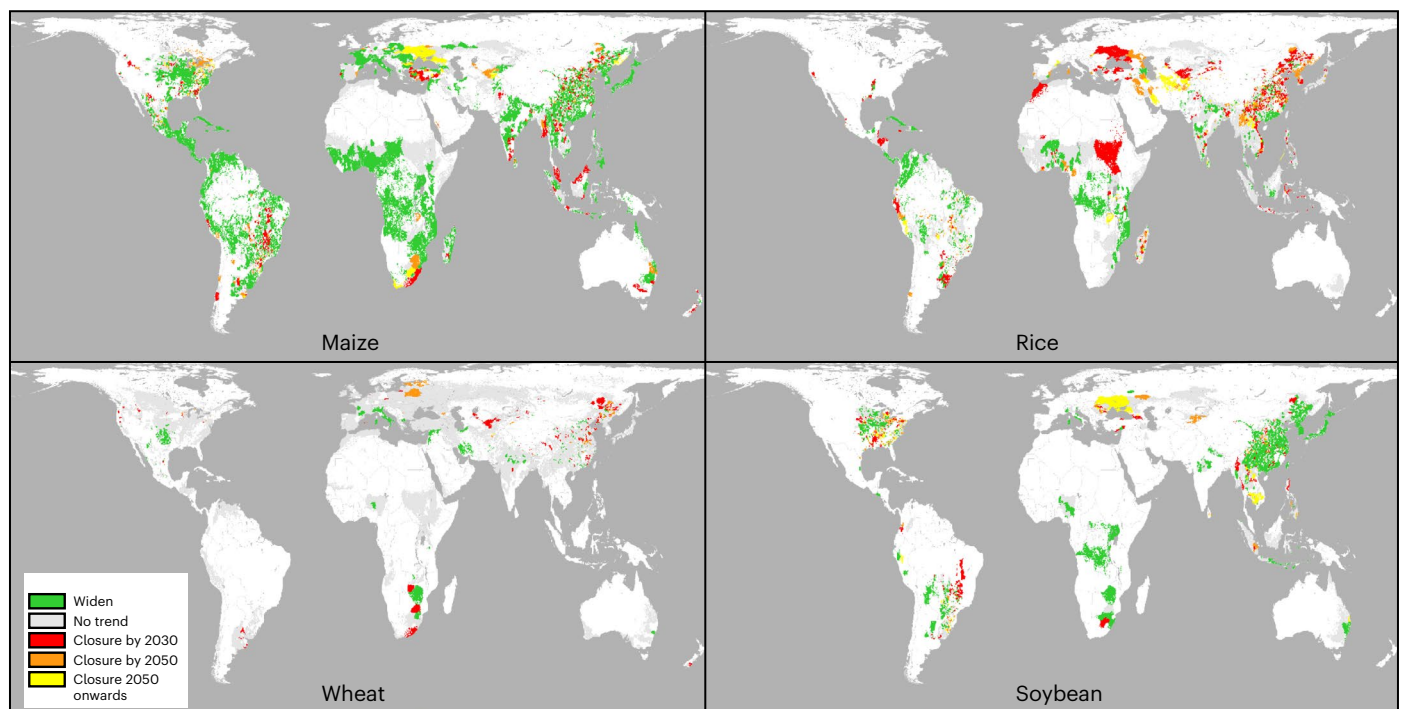 Maize
Rice
Widen
No trend
Closure by 2030
Closure by 2050
Closure 2050
onwards
Wheat
Soybean